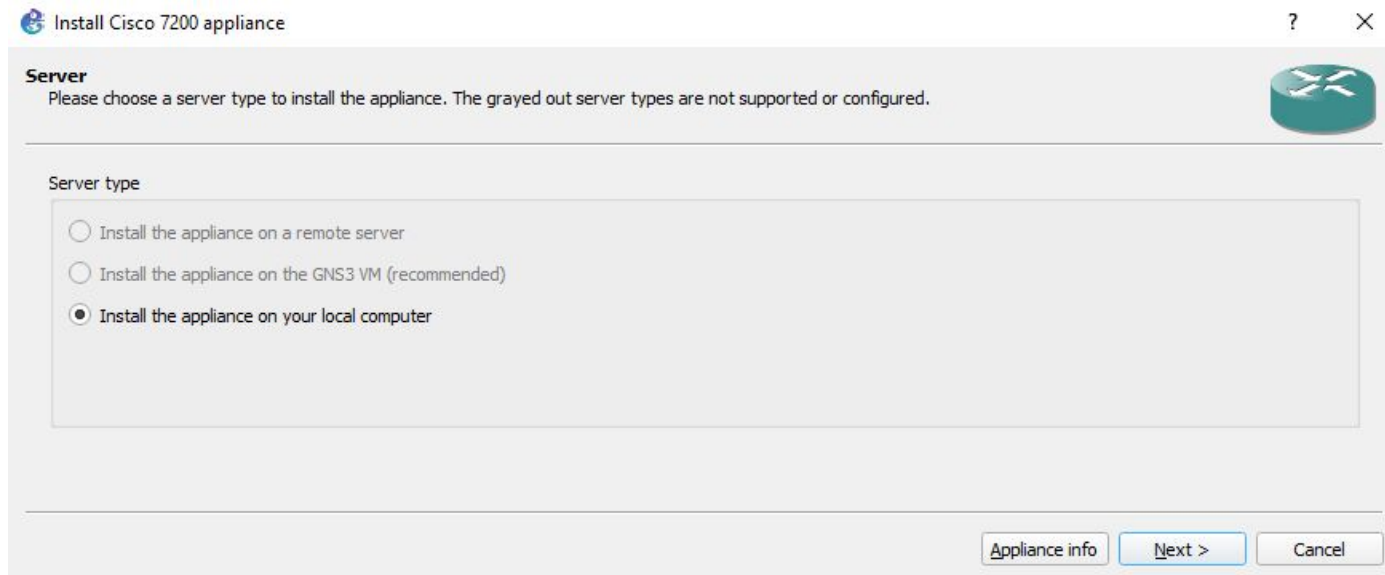 Install Cisco 7200 appliance
?
Server
Please choose a server type to install the appliance. The grayed out server types are not supported or configured.
Server type
Install the appliance on a remote server
Install the appliance on the GNS3 VM (recommended)
Install the appliance on your local computer
Appliance info
Next >
Cancel